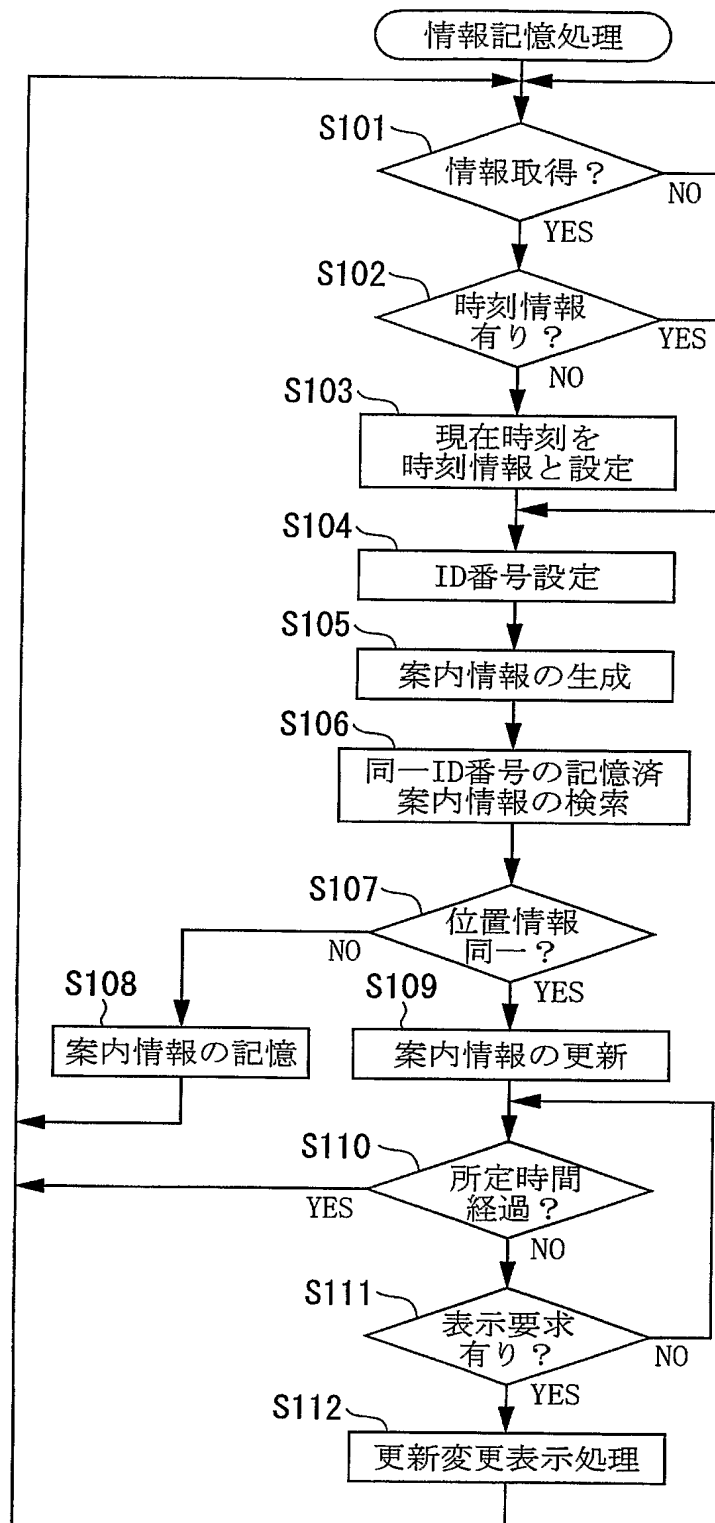 情報記憶処理
S101
情報取得?
NO
YES
S102
時刻情報
有り?
YES
NO
S103
現在時刻を
時刻情報と設定
S104
ID番号設定
S105
案内情報の生成
S106
同一ID番号の記憶済
案内情報の検索
S107
位置情報
同一?
NO
YES
S108
案内情報の記憶
S109
案内情報の更新
S110
所定時間
経過?
YES
NO
S111
表示要求
有り?
NO
YES
S112
更新変更表示処理